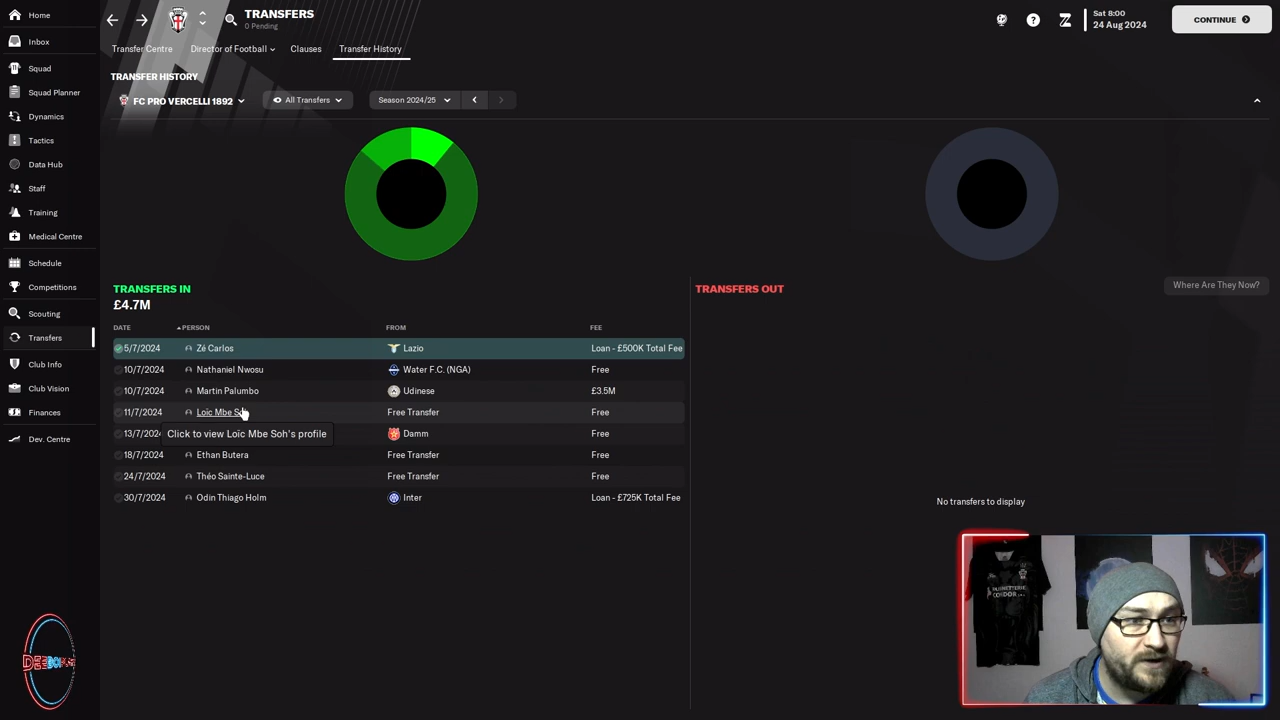 Home
Inbox
Squad
Squad Planner
Dynamics
Tactics
Data Hub
Staff
Training
Medical Centre
Schedule
Competitions
Scouting
Transfers
Club Info
Club Vision
Finances
Dev. Centre
TRANSFERS
0 Pending
Sat 8:00
24 Aug 2024
CONTINUE
Transfer Centre Director of Football Clauses Transfer History
TRANSFER HISTORY
FC PRO VERCELLI 1892 All Transfers Season 2024/25
TRANSFERS IN
£4.7M
DATE PERSON FROM FEE
5/7/2024 Zé Carlos Lazio Loan - £500K Total Fee
10/7/2024 Nathaniel Nwosu Water F.C. (NGA) Free
10/7/2024 Martin Palumbo Udinese £3.5M
11/7/2024 Loïc Mbe Free Transfer Free
13/7/202 Damm Free
Click to view Loïc Mbe Soh's profile
18/7/2024 Ethan Butera Free Transfer Free
24/7/2024 Théo Sainte-Luce Free Transfer Free
30/7/2024 Odin Thiago Holm Inter Loan - £725K Total Fee
TRANSFERS OUT
Where Are They Now?
No transfers to display